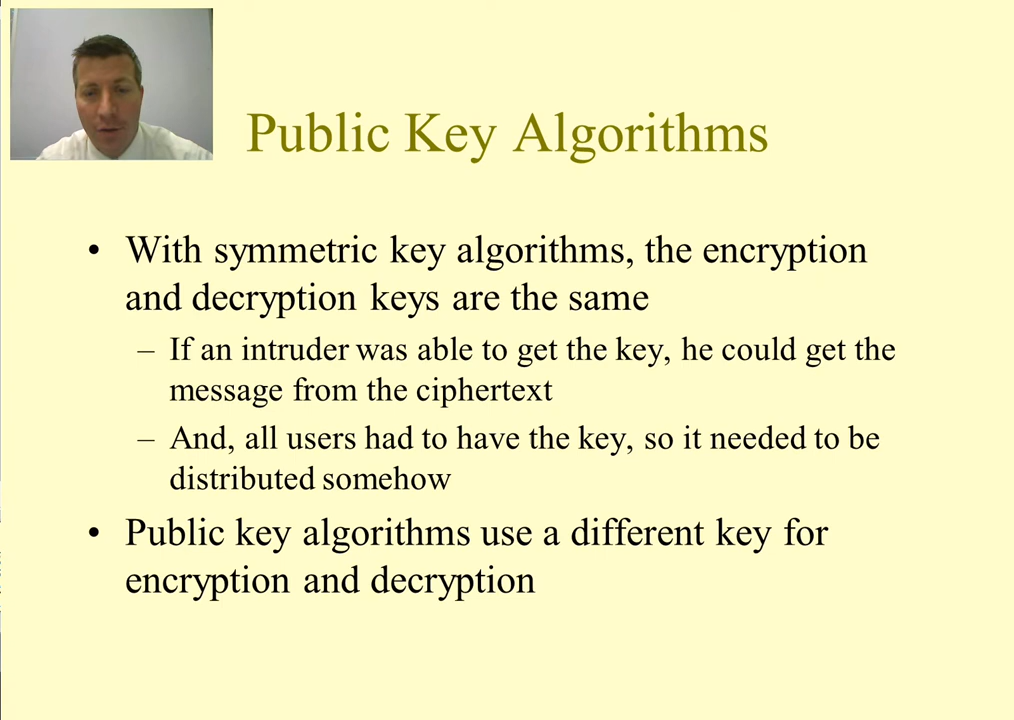 Public Key Algorithms
• With symmetric key algorithms, the encryption
and decryption keys are the same
– If an intruder was able to get the key, he could get the
message from the ciphertext
– And, all users had to have the key, so it needed to be
distributed somehow
• Public key algorithms use a different key for
encryption and decryption